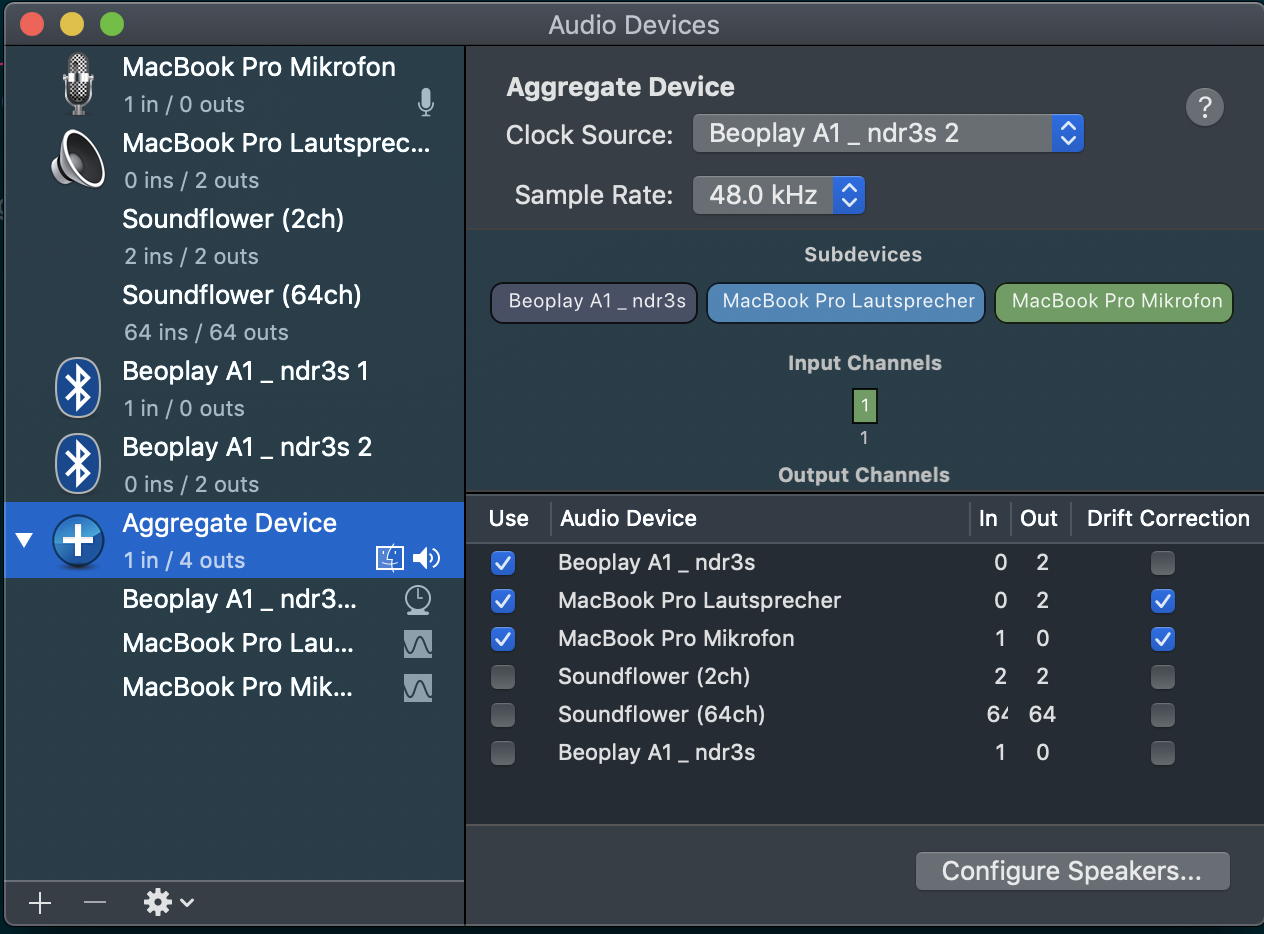 Audio Devices
MacBook Pro Mikrofon
1 in / 0 outs
MacBook Pro Lautsprec...
0 ins / 2 outs
Soundflower (2ch)
2 ins / 2 outs
Soundflower (64ch)
64 ins / 64 outs
Beoplay A1 _ ndr3s 1
1 in / 0 outs
Beoplay A1 _ ndr3s 2
0 ins / 2 outs
Aggregate Device
1 in / 4 outs
Beoplay A1 _ ndr3...
MacBook Pro Lau...
MacBook Pro Mik...
Aggregate Device
?
Clock Source: Beoplay A1 _ ndr3s 2
Sample Rate: 48.0 kHz
Subdevices
Beoplay A1 _ ndr3s MacBook Pro Lautsprecher MacBook Pro Mikrofon
Input Channels
1
1
Output Channels
Use Audio Device In Out Drift Correction
Beoplay A1 _ ndr3s 0 2
MacBook Pro Lautsprecher 0 2
MacBook Pro Mikrofon 1 0
Soundflower (2ch) 2 2
Soundflower (64ch) 64 64
Beoplay A1 _ ndr3s 1 0
Configure Speakers...